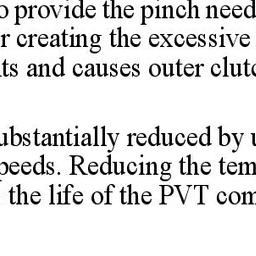 to provide the pinch need
r creating the excessive
ts and causes outer clutc
ubstantially reduced by u
peeds. Reducing the tem
the life of the PVT com